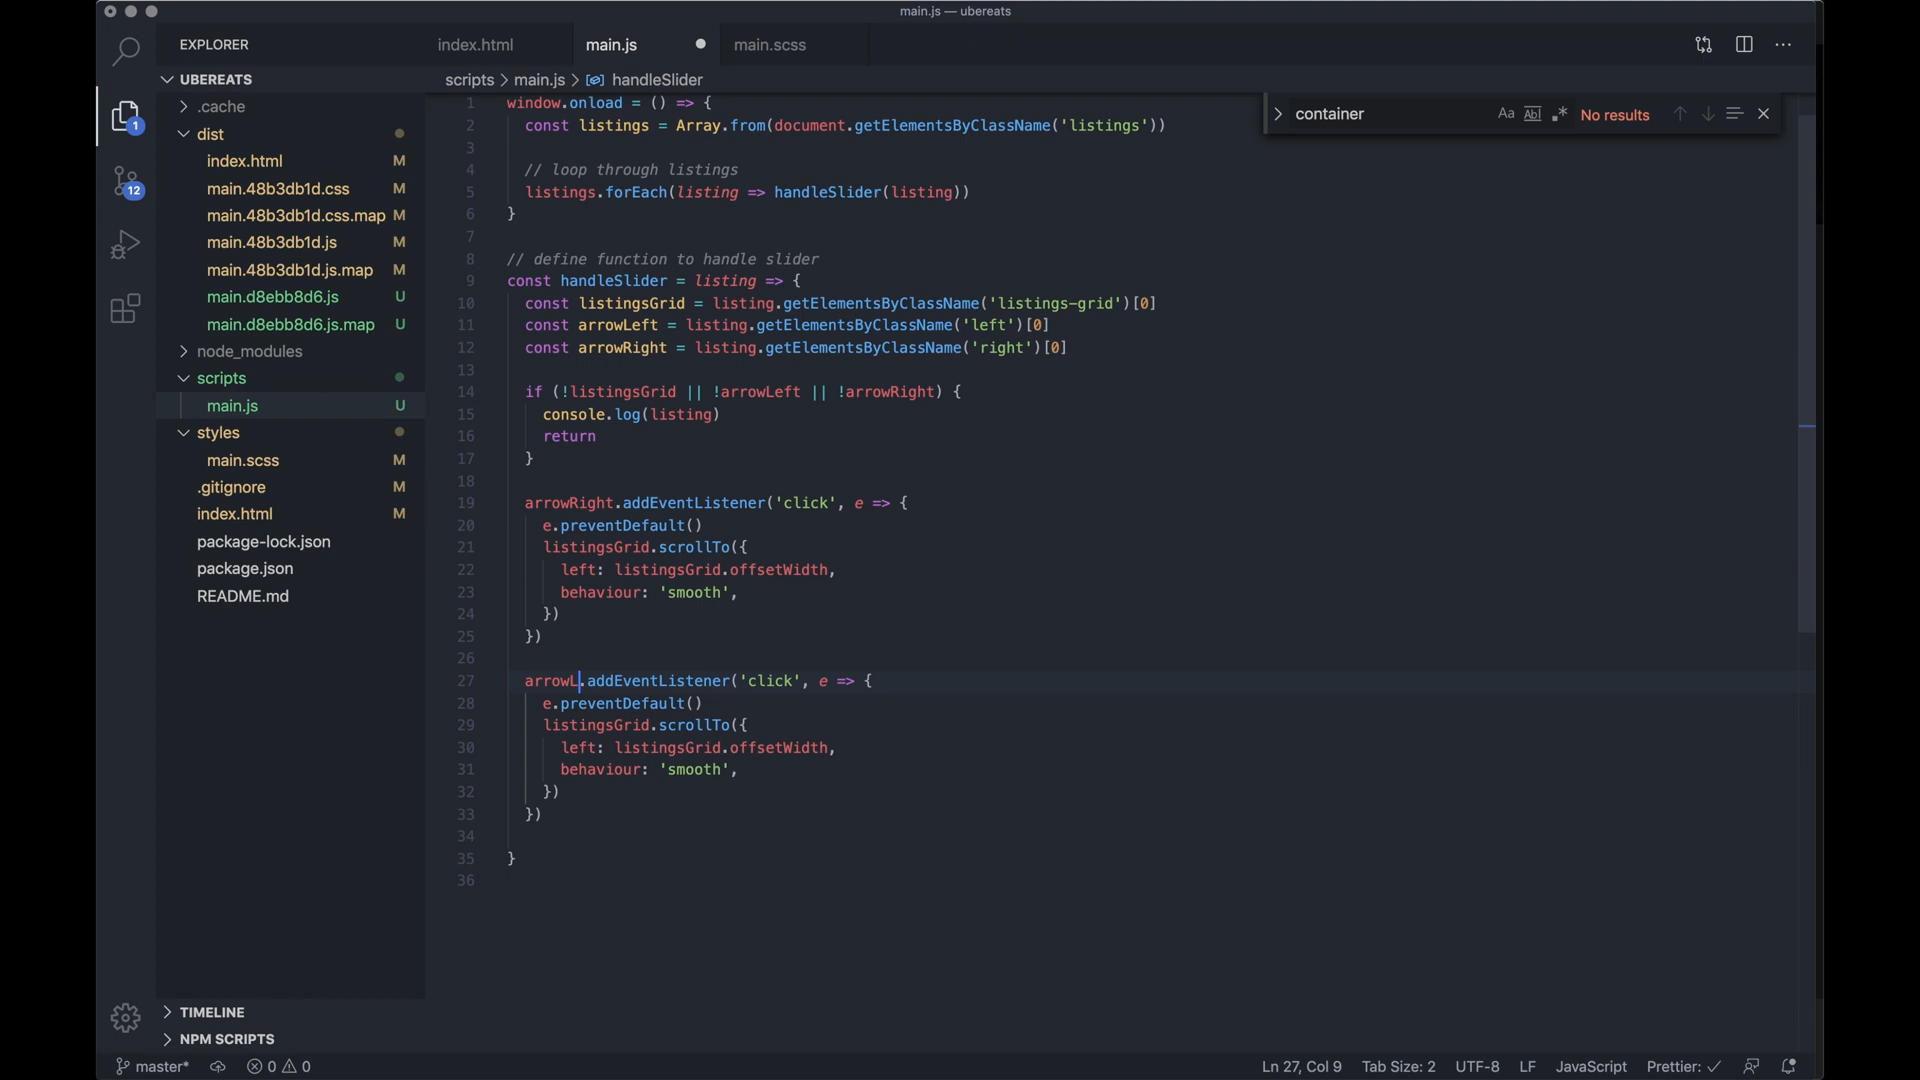 main.js — ubereats
EXPLORER
index.html
main.js
main.scss
UBEREATS
scripts > main.js > handleSlider
.cache
dist
index.html M
main.48b3db1d.css M
main.48b3db1d.css.map M
main.48b3db1d.js M
main.48b3db1d.js.map M
main.d8ebb8d6.js U
main.d8ebb8d6.js.map U
node_modules
scripts
main.js U
styles
main.scss M
.gitignore M
index.html M
package-lock.json
package.json
README.md
TIMELINE
NPM SCRIPTS
1
12
container
Aa Abl .* No results
1 window.onload = () => {
2 const listings = Array.from(document.getElementsByClassName('listings'))
3
4 // loop through listings
5 listings.forEach(listing => handleSlider(listing))
6 }
7
8 // define function to handle slider
9 const handleSlider = listing => {
10 const listingsGrid = listing.getElementsByClassName('listings-grid')[0]
11 const arrowLeft = listing.getElementsByClassName('left')[0]
12 const arrowRight = listing.getElementsByClassName('right')[0]
13
14 if (!listingsGrid || !arrowLeft || !arrowRight) {
15 console.log(listing)
16 return
17 }
18
19 arrowRight.addEventListener('click', e => {
20 e.preventDefault()
21 listingsGrid.scrollTo({
22 left: listingsGrid.offsetWidth,
23 behaviour: 'smooth',
24 })
25 })
26
27 arrowL.addEventListener('click', e => {
28 e.preventDefault()
29 listingsGrid.scrollTo({
30 left: listingsGrid.offsetWidth,
31 behaviour: 'smooth',
32 })
33 })
34
35 }
36
master* 0 0 Ln 27, Col 9 Tab Size: 2 UTF-8 LF JavaScript Prettier: ✓